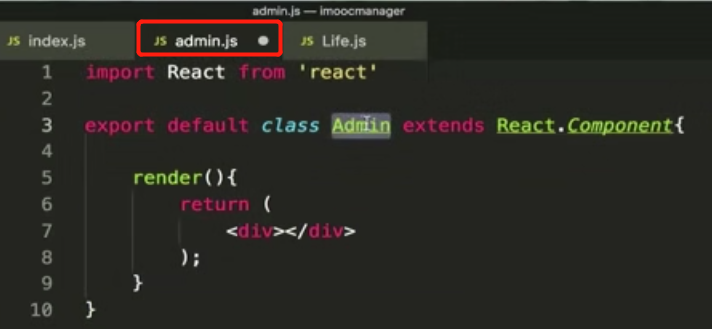 admin.js — imoocmanager
JS index.js JS admin.js JS Life.js
1 import React from 'react'
2
3 export default class Admin extends React.Component{
4
5 render(){
6 return (
7 <div></div>
8 );
9 }
10 }